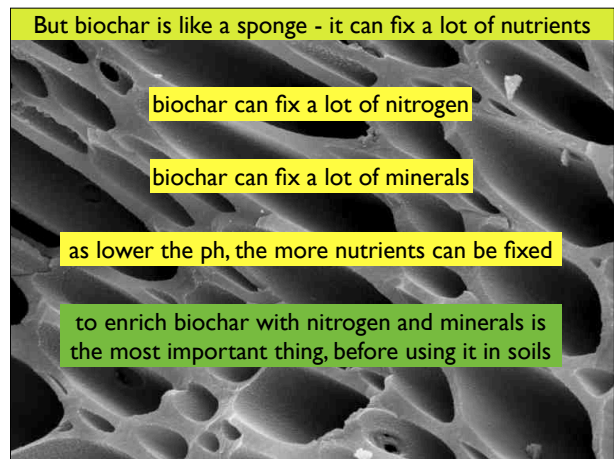 But biochar is like a sponge - it can fix a lot of nutrients
biochar can fix a lot of nitrogen
biochar can fix a lot of minerals
as lower the ph, the more nutrients can be fixed
to enrich biochar with nitrogen and minerals is
the most important thing, before using it in soils